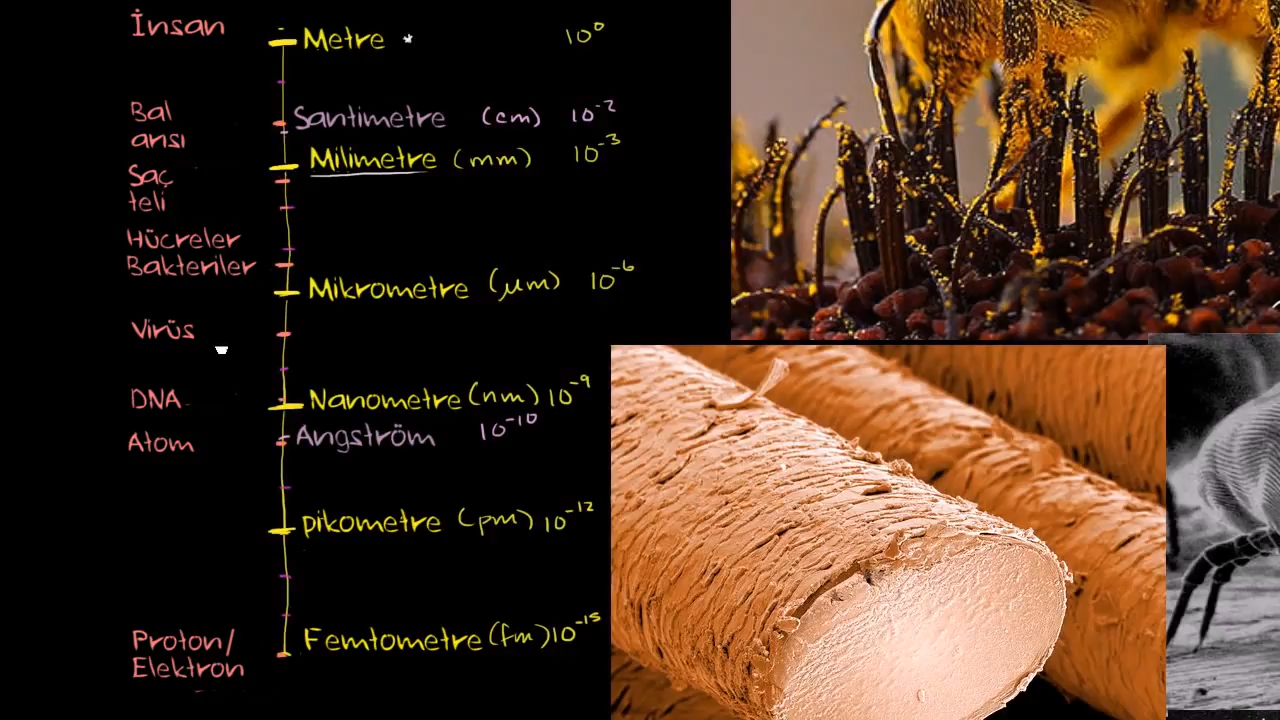 İnsan
Metre 10⁰
Bal
arısı
Santimetre (cm) 10⁻²
Milimetre (mm) 10⁻³
Saç
teli
Hücreler
Bakteriler
Mikrometre (μm) 10⁻⁶
Virüs
DNA
Nanometre (nm) 10⁻⁹
Atom
Angström 10⁻¹⁰
pikometre (pm) 10⁻¹²
Proton/
Elektron
Femtometre (fm) 10⁻¹⁵